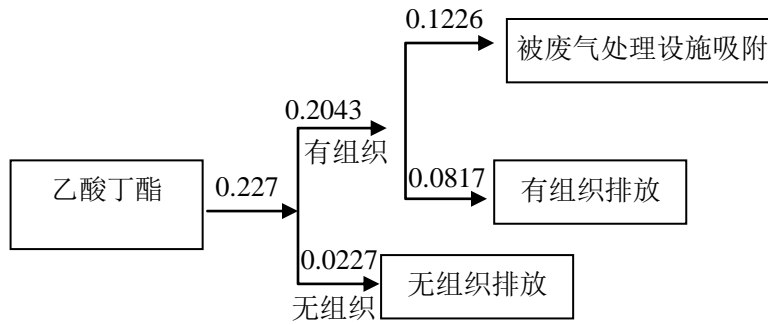 0.1226
被废气处理设施吸附
0.2043
有组织
乙酸丁酯
0.227
0.0817
有组织排放
0.0227
无组织
无组织排放